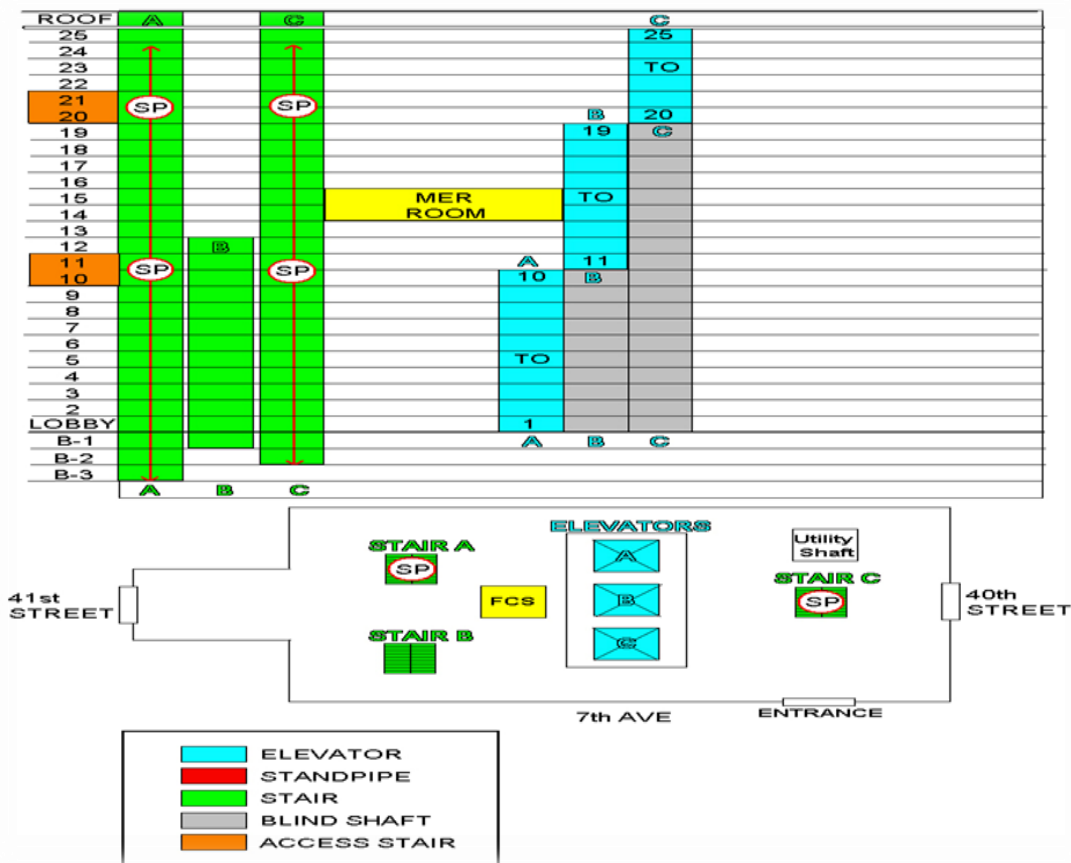 ROOF A C C
25 25
24
23 TO
22
21 SP SP
20 B 20
19 19 C
18
17
16
15 MER TO
14 ROOM
13
12 B
11 SP SP A 11
10 10 B
9
8
7
6
5 TO
4
3
2
LOBBY 1
B-1 A B C
B-2
B-3
A B C
ELEVATORS
STAIR A
SP
A
Utility
Shaft
STAIR C
SP
41st
STREET
FCS
B
40th
STREET
STAIR B
C
7th AVE
ENTRANCE
ELEVATOR
STANDPIPE
STAIR
BLIND SHAFT
ACCESS STAIR